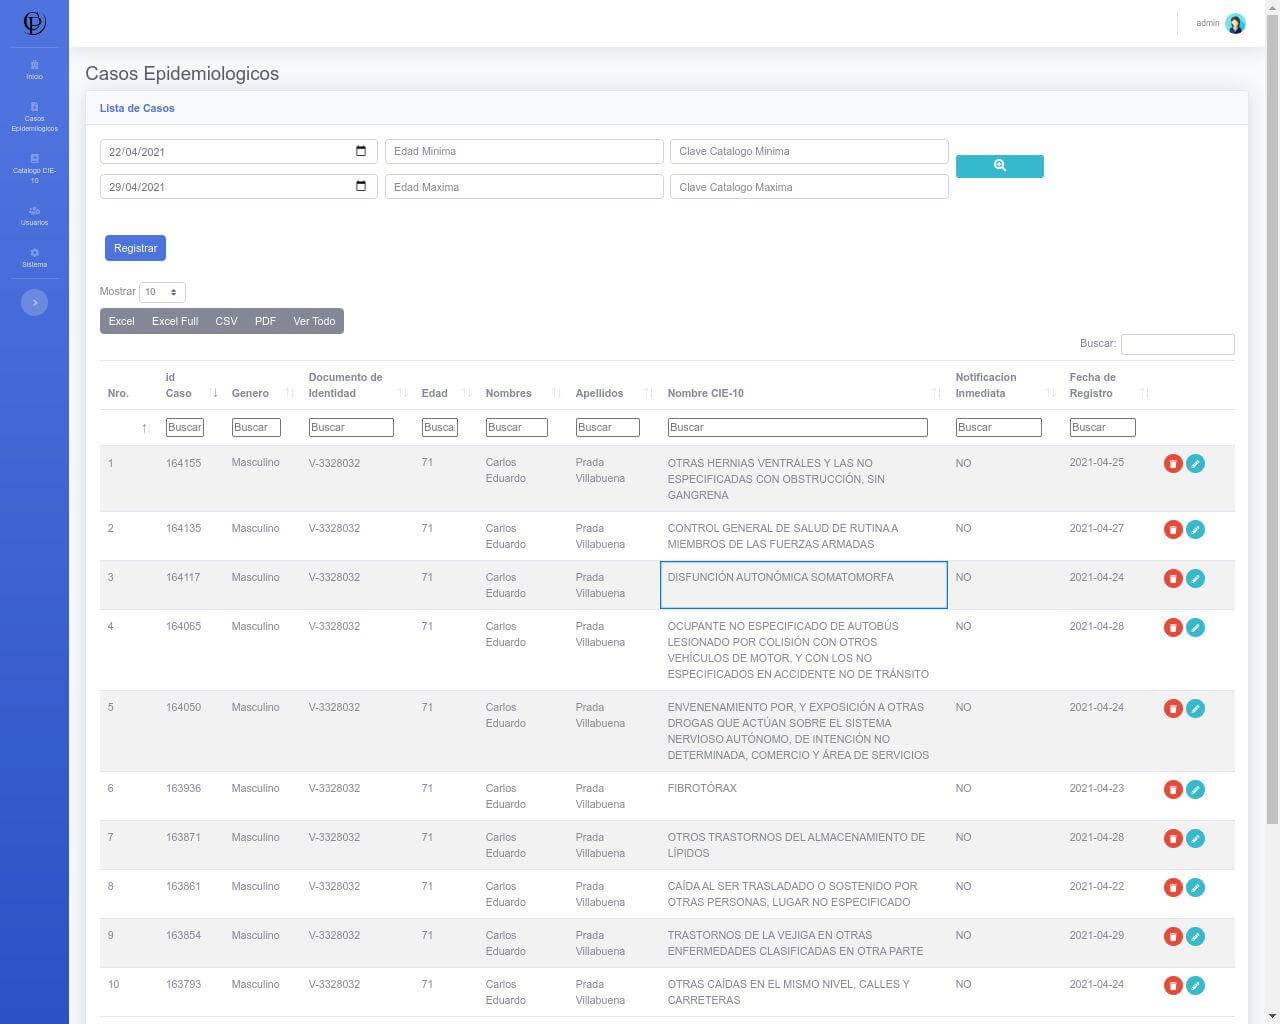 admin
Inicio
Casos
Epidemilogicos
Catalogo CIE-
10
Usuarios
Sistema
Casos Epidemiologicos
Lista de Casos
22/04/2021 Edad Minima Clave Catalogo Minima
29/04/2021 Edad Maxima Clave Catalogo Maxima
Registrar
Mostrar 10
Excel Excel Full CSV PDF Ver Todo
Buscar:
Nro. id Caso Genero Documento de Identidad Edad Nombres Apellidos Nombre CIE-10 Notificacion Inmediata Fecha de Registro
Buscar Buscar Buscar Buscar Buscar Buscar Buscar Buscar Buscar
1 164155 Masculino V-3328032 71 Carlos Eduardo Prada Villabuena OTRAS HERNIAS VENTRALES Y LAS NO ESPECIFICADAS CON OBSTRUCCIÓN, SIN GANGRENA NO 2021-04-25
2 164135 Masculino V-3328032 71 Carlos Eduardo Prada Villabuena CONTROL GENERAL DE SALUD DE RUTINA A MIEMBROS DE LAS FUERZAS ARMADAS NO 2021-04-27
3 164117 Masculino V-3328032 71 Carlos Eduardo Prada Villabuena DISFUNCIÓN AUTONÓMICA SOMATOMORFA NO 2021-04-24
4 164065 Masculino V-3328032 71 Carlos Eduardo Prada Villabuena OCUPANTE NO ESPECIFICADO DE AUTOBÚS LESIONADO POR COLISIÓN CON OTROS VEHÍCULOS DE MOTOR, Y CON LOS NO ESPECIFICADOS EN ACCIDENTE NO DE TRÁNSITO NO 2021-04-28
5 164050 Masculino V-3328032 71 Carlos Eduardo Prada Villabuena ENVENENAMIENTO POR, Y EXPOSICIÓN A OTRAS DROGAS QUE ACTÚAN SOBRE EL SISTEMA NERVIOSO AUTÓNOMO, DE INTENCIÓN NO DETERMINADA, COMERCIO Y ÁREA DE SERVICIOS NO 2021-04-24
6 163936 Masculino V-3328032 71 Carlos Eduardo Prada Villabuena FIBROTÓRAX NO 2021-04-23
7 163871 Masculino V-3328032 71 Carlos Eduardo Prada Villabuena OTROS TRASTORNOS DEL ALMACENAMIENTO DE LÍPIDOS NO 2021-04-28
8 163861 Masculino V-3328032 71 Carlos Eduardo Prada Villabuena CAÍDA AL SER TRASLADADO O SOSTENIDO POR OTRAS PERSONAS, LUGAR NO ESPECIFICADO NO 2021-04-22
9 163854 Masculino V-3328032 71 Carlos Eduardo Prada Villabuena TRASTORNOS DE LA VEJIGA EN OTRAS ENFERMEDADES CLASIFICADAS EN OTRA PARTE NO 2021-04-29
10 163793 Masculino V-3328032 71 Carlos Eduardo Prada Villabuena OTRAS CAÍDAS EN EL MISMO NIVEL, CALLES Y CARRETERAS NO 2021-04-24